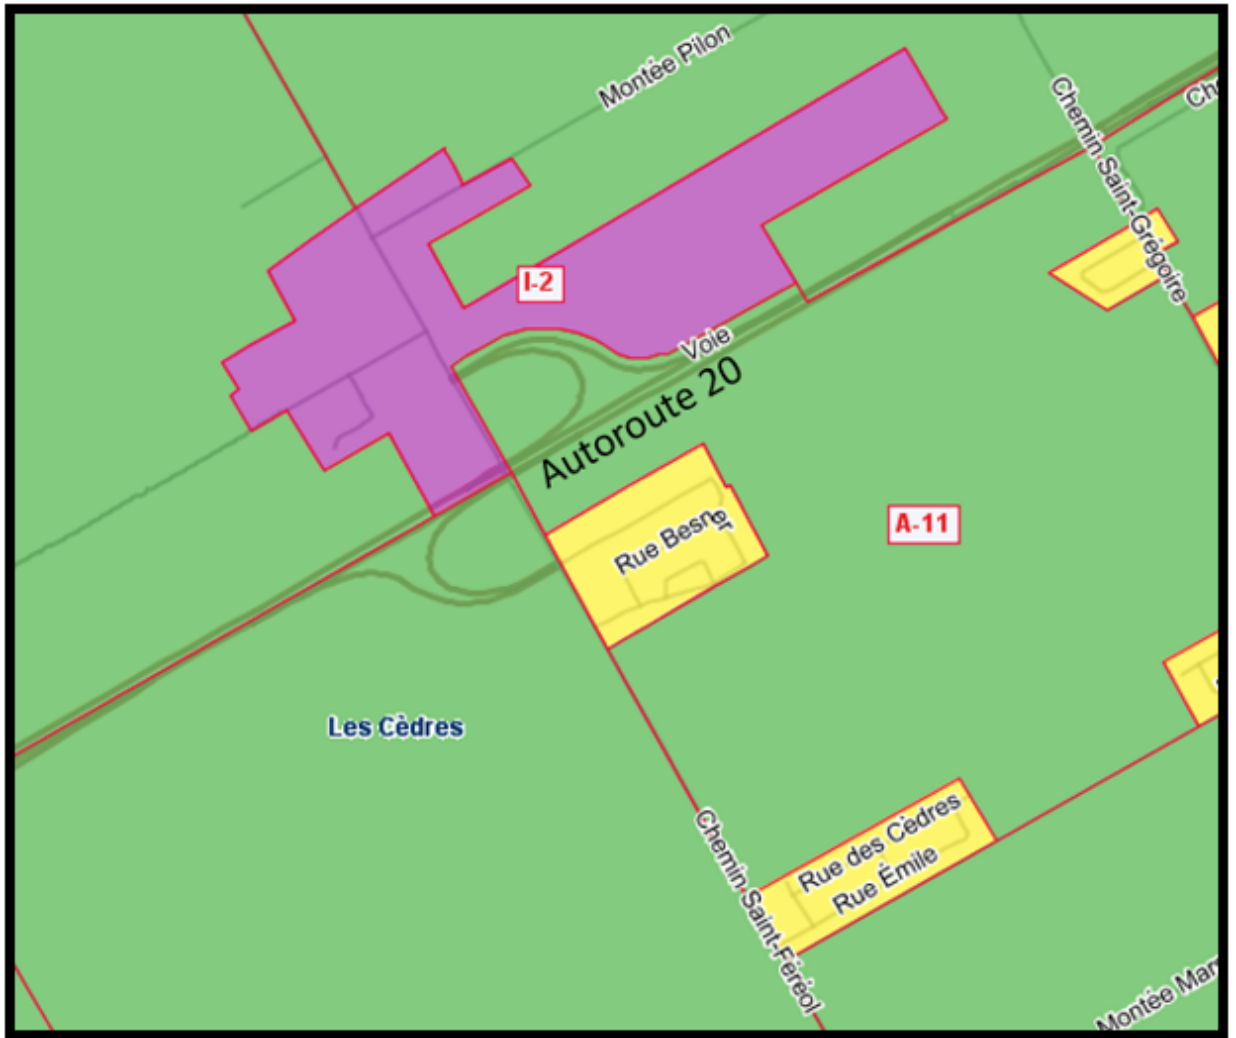 Montée Pilon
Chemin Saint-Grégoire
I-2
Voie
Autoroute 20
A-11
Rue Besner
Les Cèdres
Rue des Cèdres
Rue Émile
Chemin Saint-Féréol
Montée